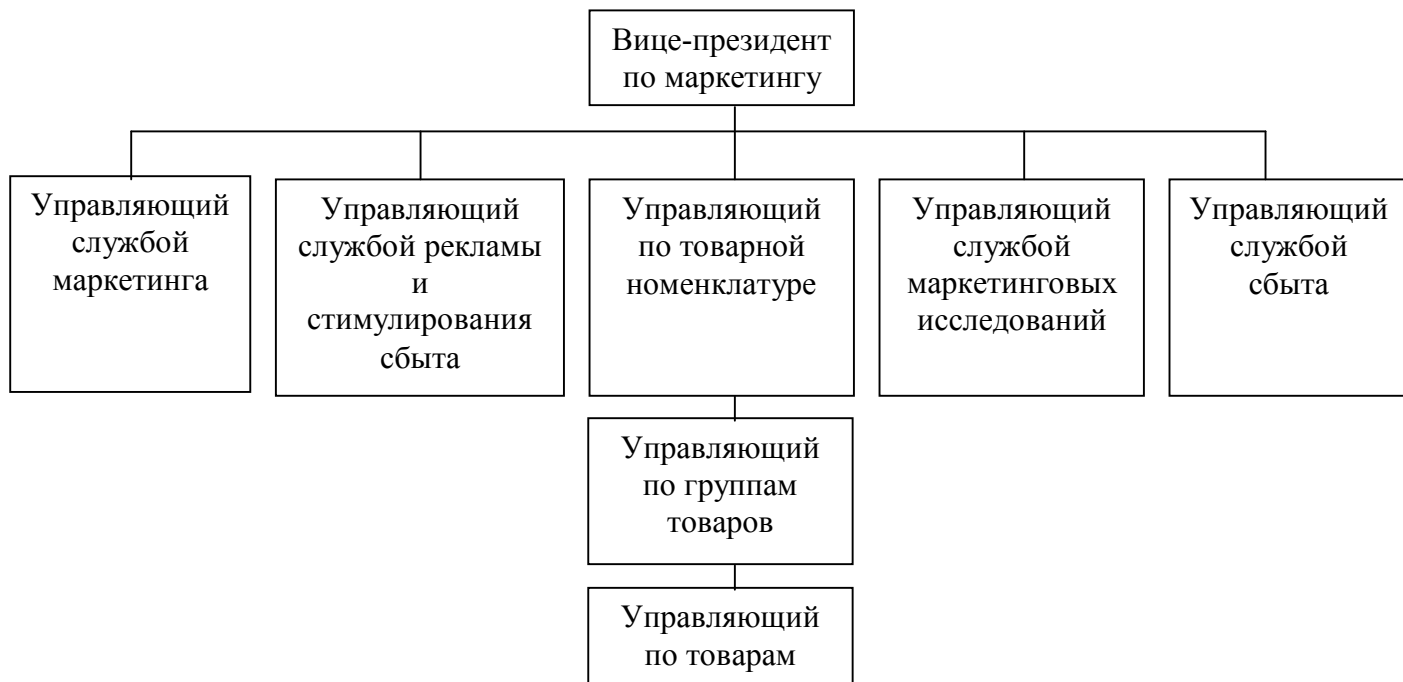 Вице-президент
по маркетингу
Управляющий
службой
маркетинга
Управляющий
службой рекламы
и
стимулирования
сбыта
Управляющий
по товарной
номенклатуре
Управляющий
службой
маркетинговых
исследований
Управляющий
службой
сбыта
Управляющий
по группам
товаров
Управляющий
по товарам